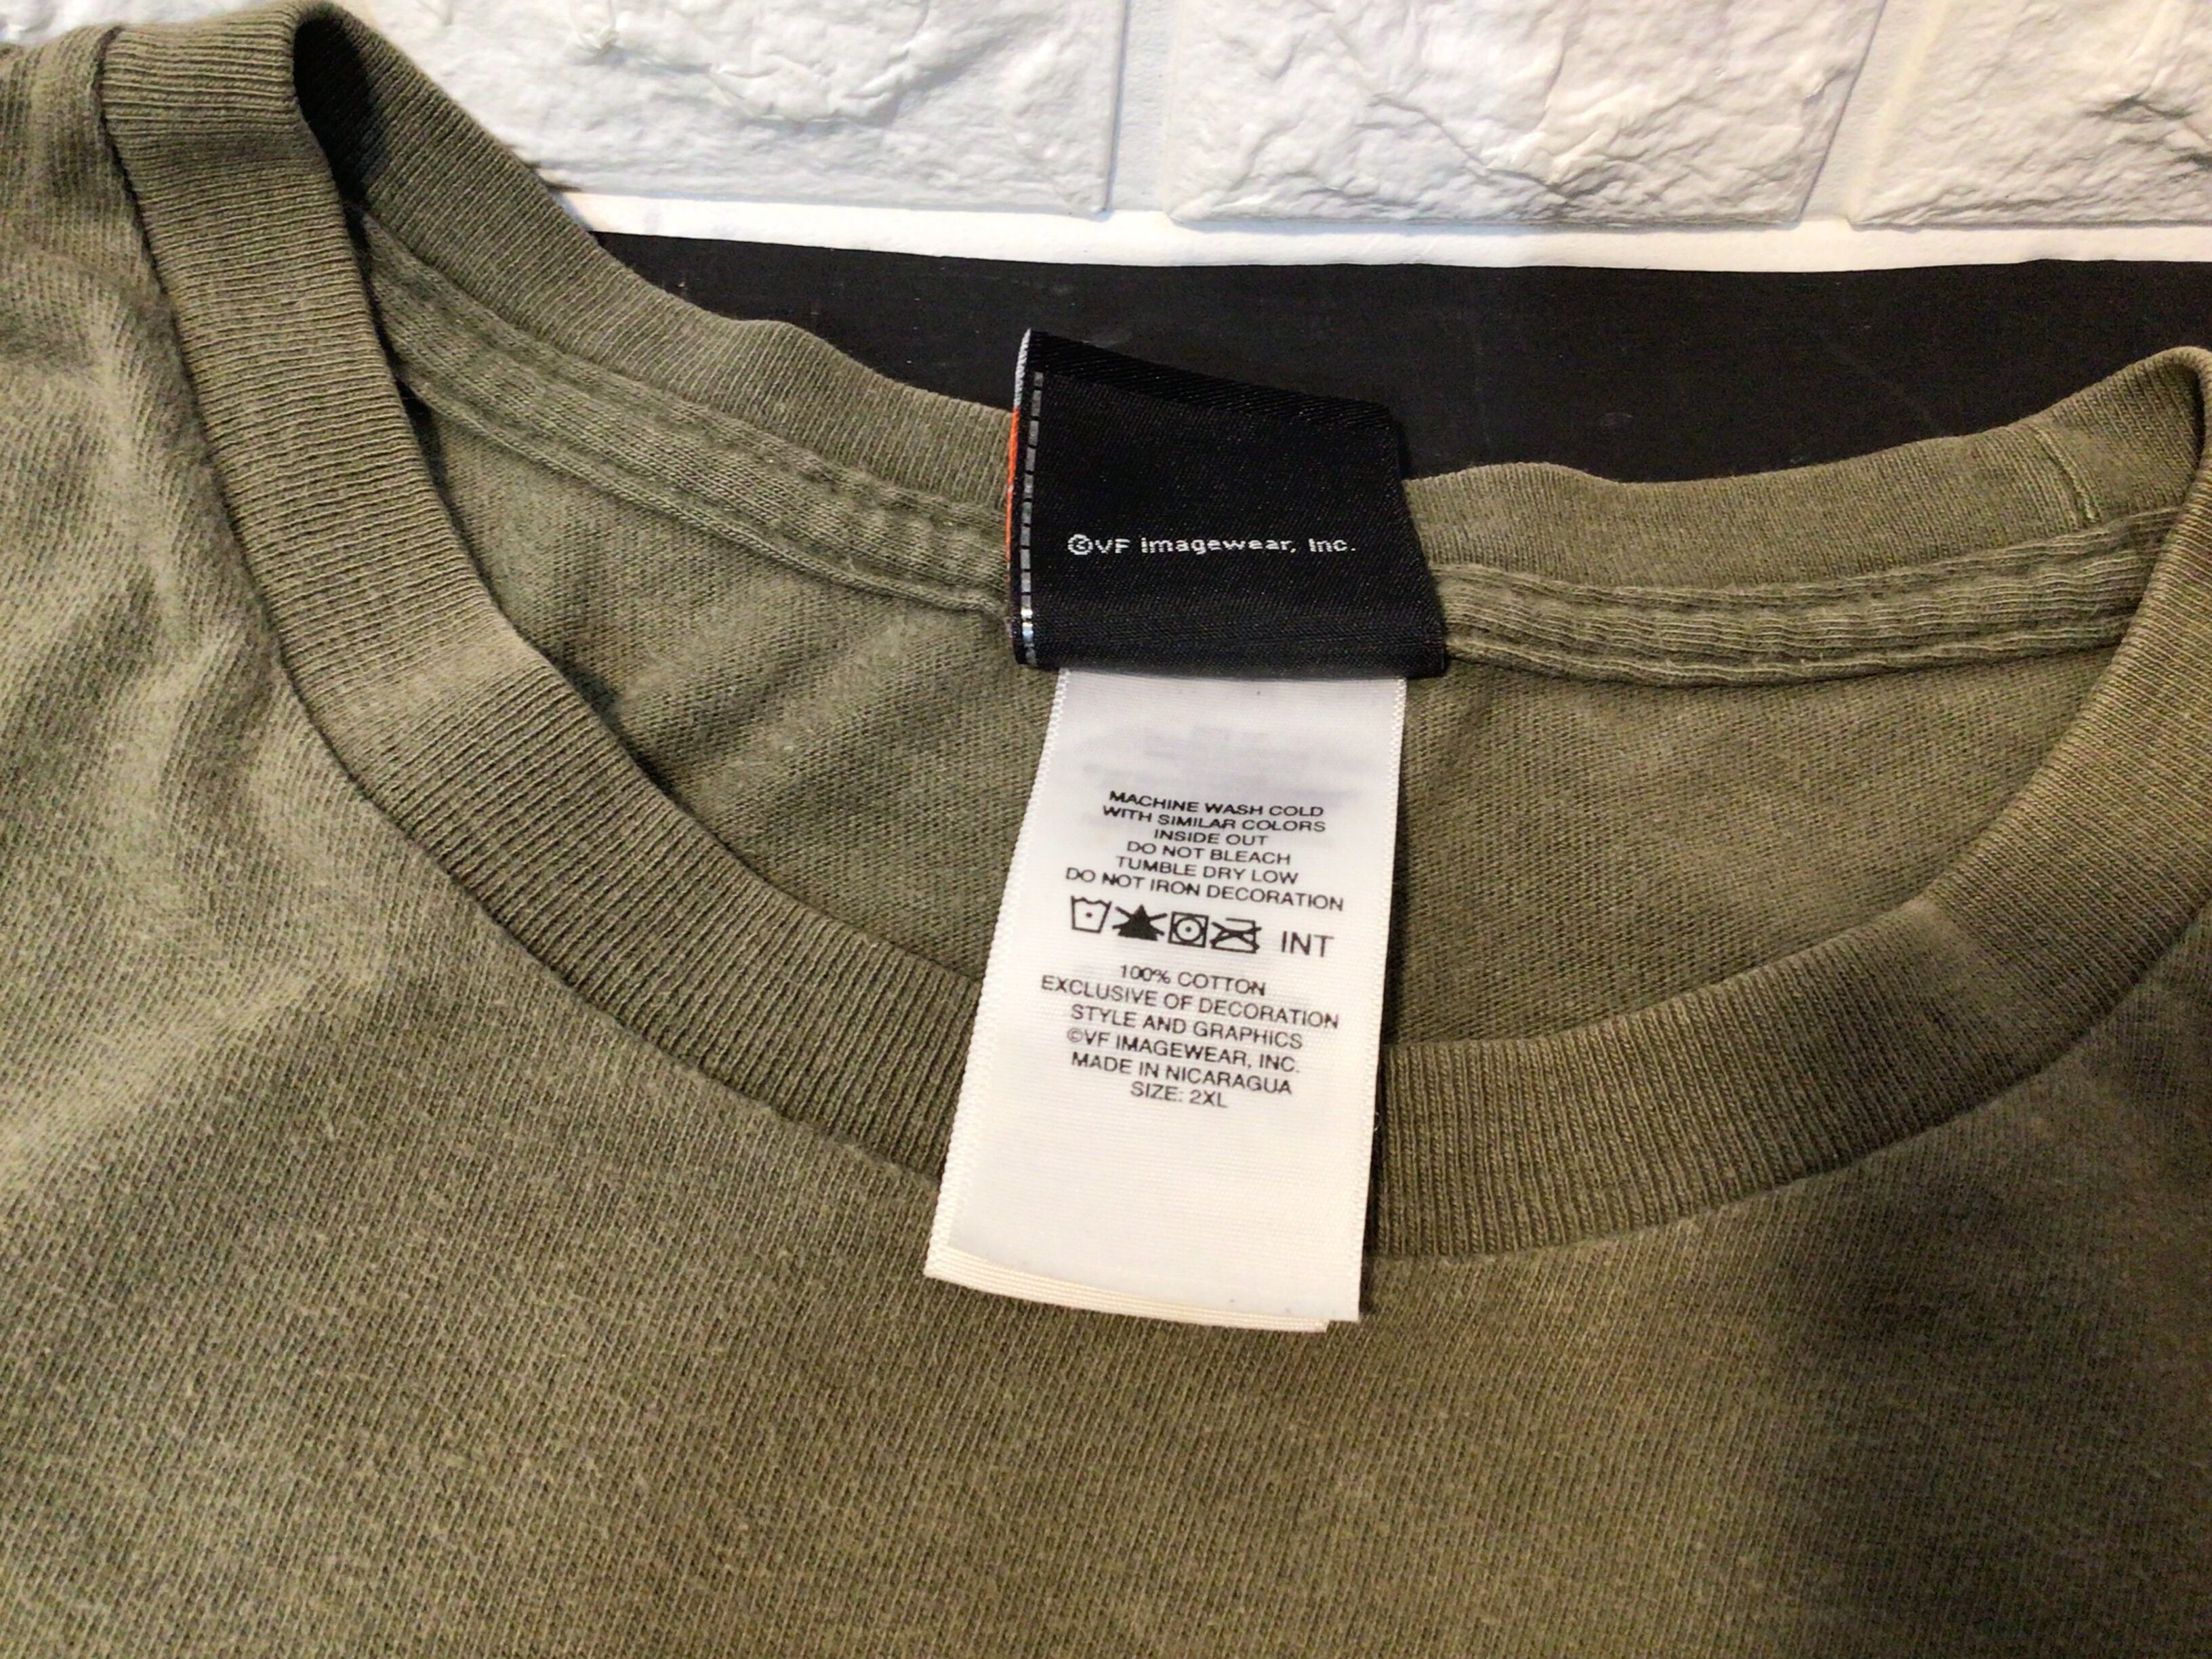 ©VF Imagewear, Inc.
MACHINE WASH COLD
WITH SIMILAR COLORS
INSIDE OUT
DO NOT BLEACH
TUMBLE DRY LOW
DO NOT IRON DECORATION
INT
100% COTTON
EXCLUSIVE OF DECORATION
STYLE AND GRAPHICS
©VF IMAGEWEAR, INC.
MADE IN NICARAGUA
SIZE: 2XL